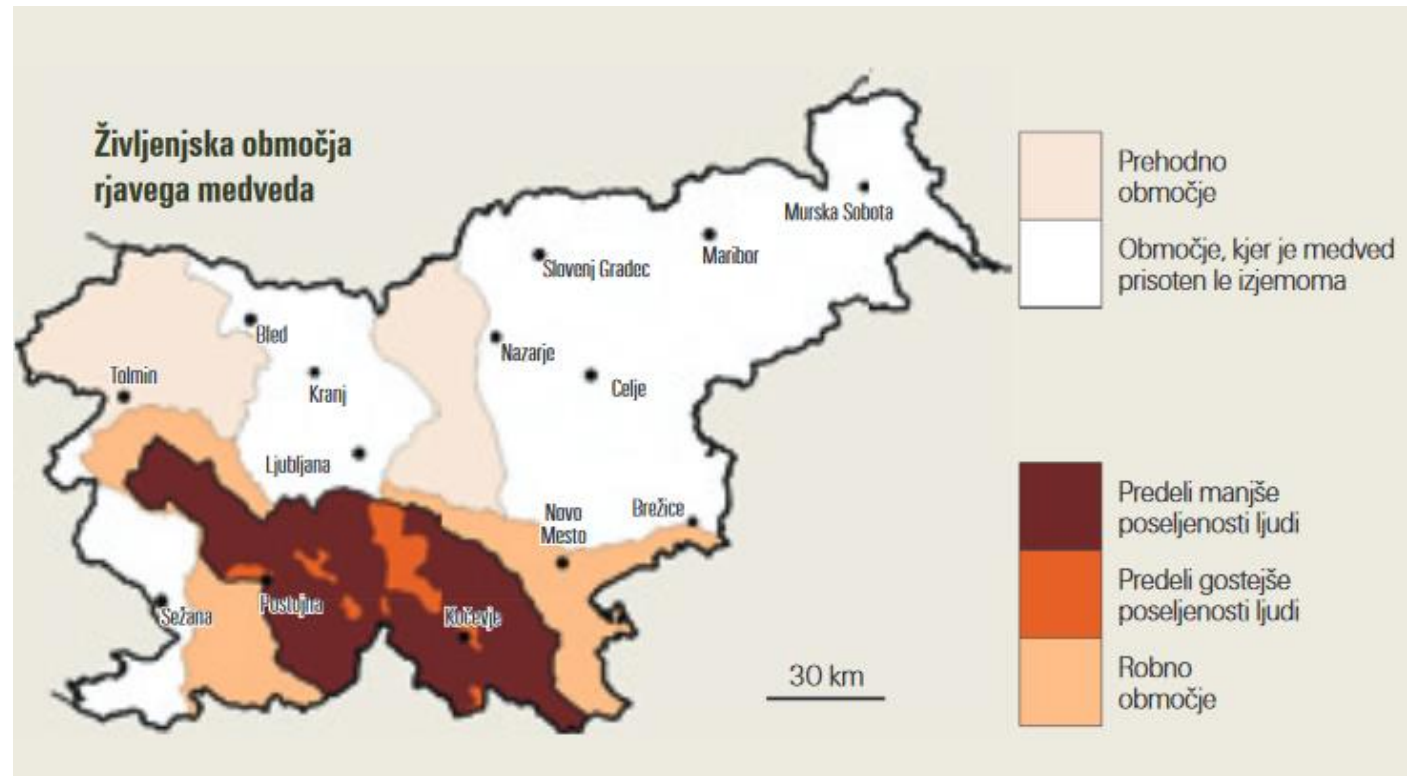 Življenjska območja
rjavega medveda
Murska Sobota
Maribor
Slovenj Gradec
Bled
Nazarje
Tolmin
Kranj
Celje
Ljubljana
Novo
Mesto
Brežice
Sežana
Postojna
Kočevje
30 km
Prehodno
območje
Območje, kjer je medved
prisoten le izjemoma
Predeli manjše
poseljenosti ljudi
Predeli gostejše
poseljenosti ljudi
Robno
območje